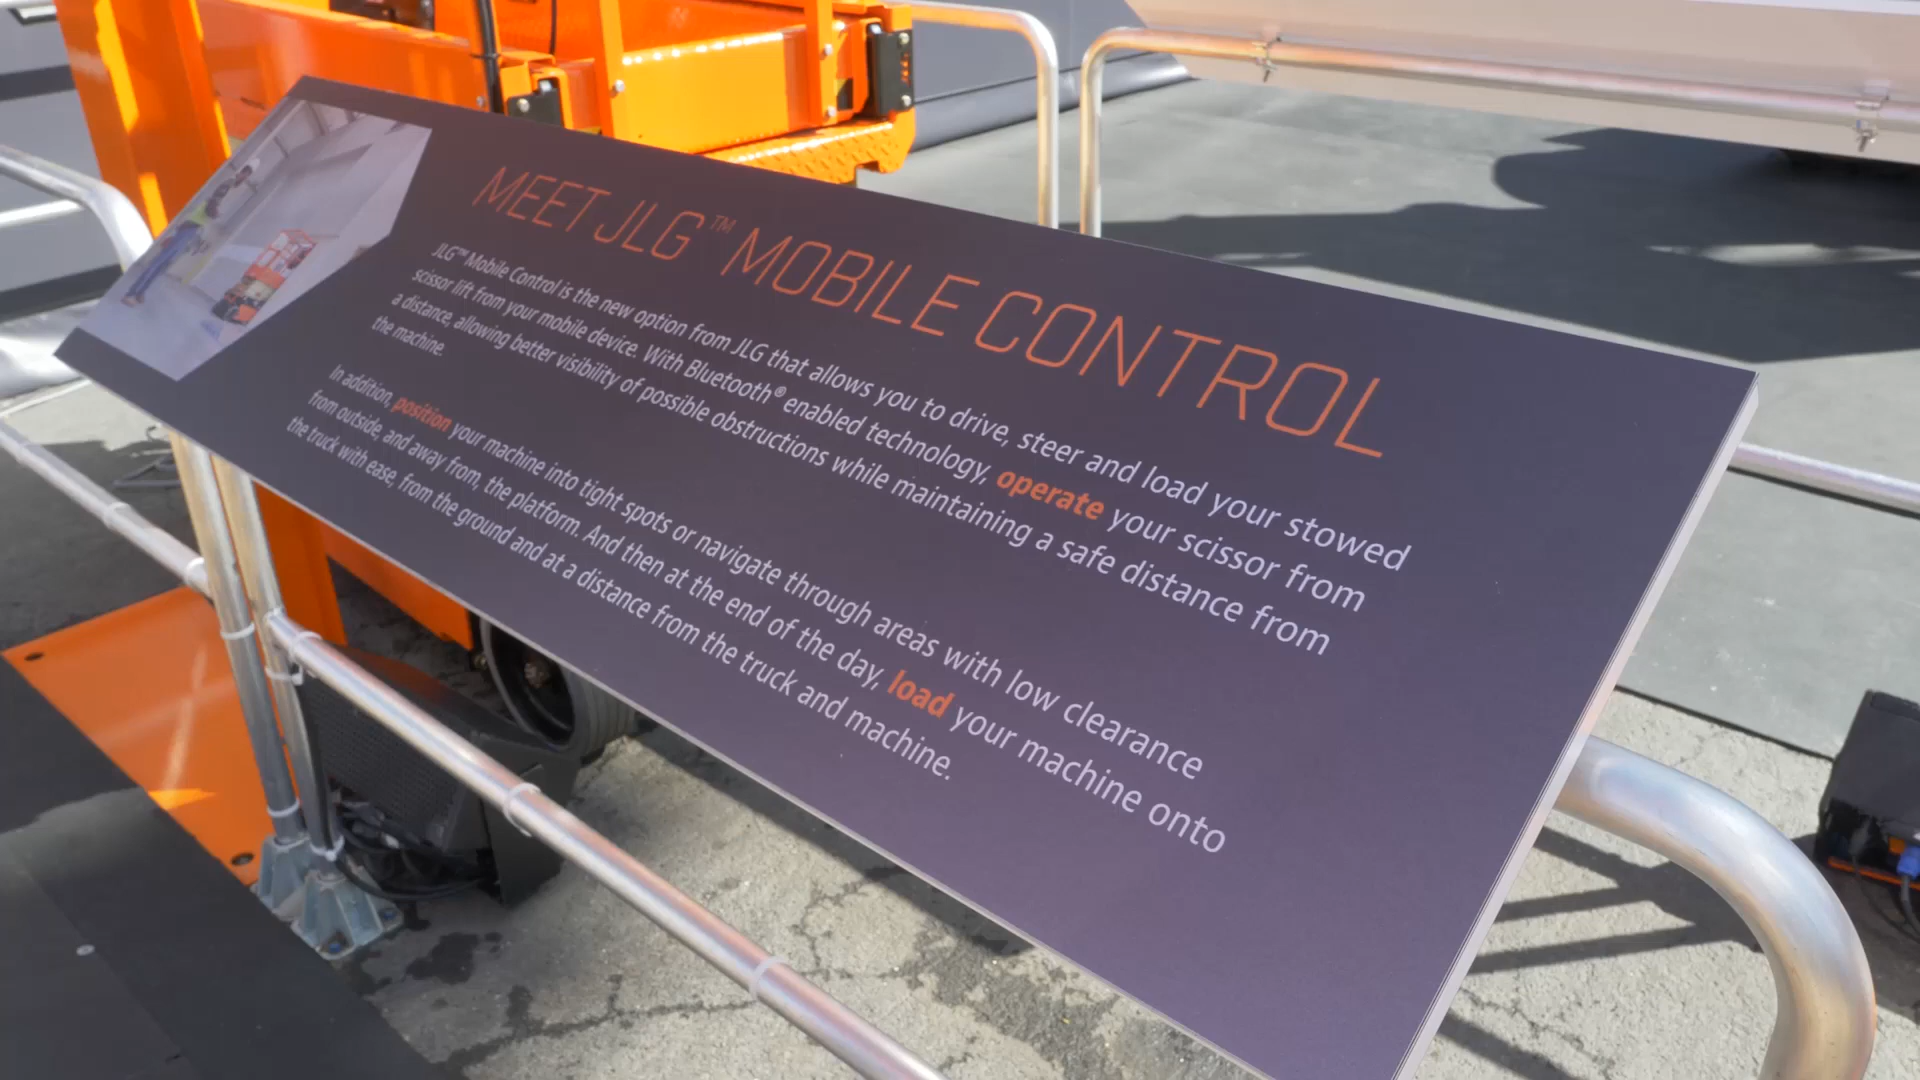 MEET JLG™ MOBILE CONTROL
JLG™ Mobile Control is the new option from JLG that allows you to drive, steer and load your stowed
scissor lift from your mobile device. With Bluetooth® enabled technology, operate your scissor from
a distance, allowing better visibility of possible obstructions while maintaining a safe distance from
the machine.
In addition, position your machine into tight spots or navigate through areas with low clearance
from outside, and away from, the platform. And then at the end of the day, load your machine onto
the truck with ease, from the ground and at a distance from the truck and machine.